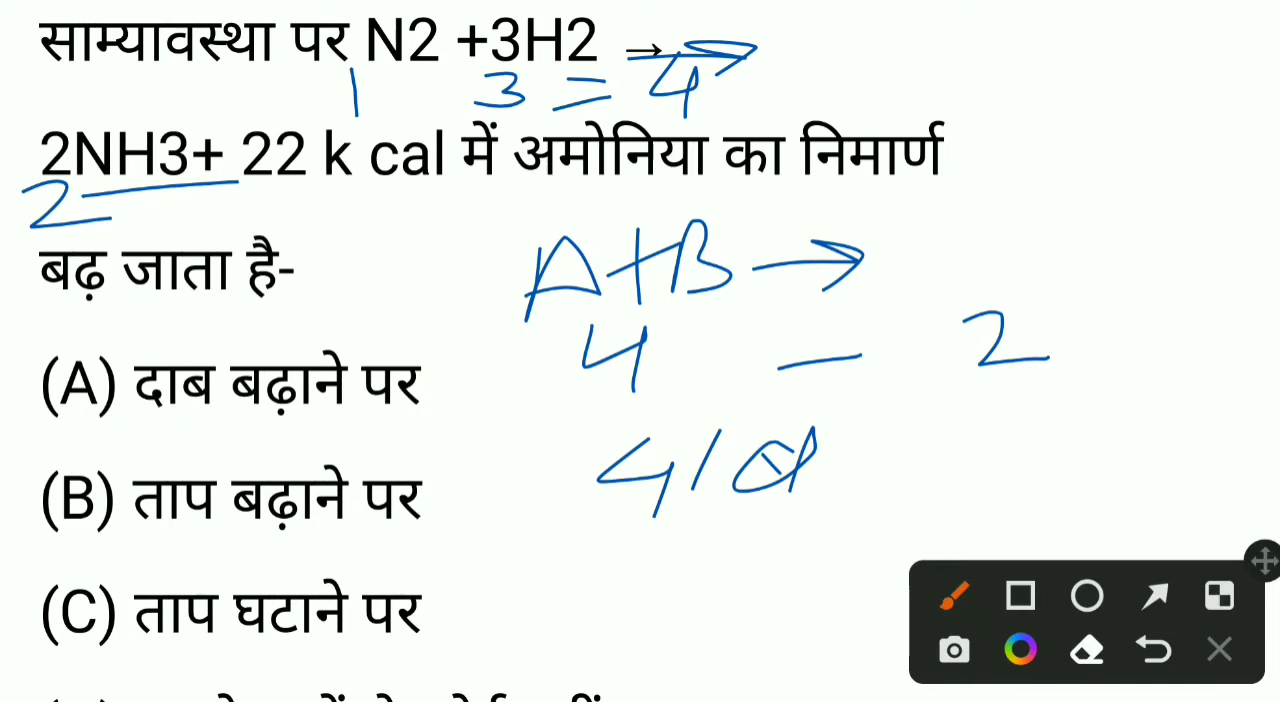 साम्यावस्था पर N2 +3H2 →
1 3 = 4
2NH3+ 22 k cal में अमोनिया का निमार्ण
2
बढ़ जाता है-
A+B →
(A) दाब बढ़ाने पर
4 – 2
(B) ताप बढ़ाने पर
(C) ताप घटाने पर